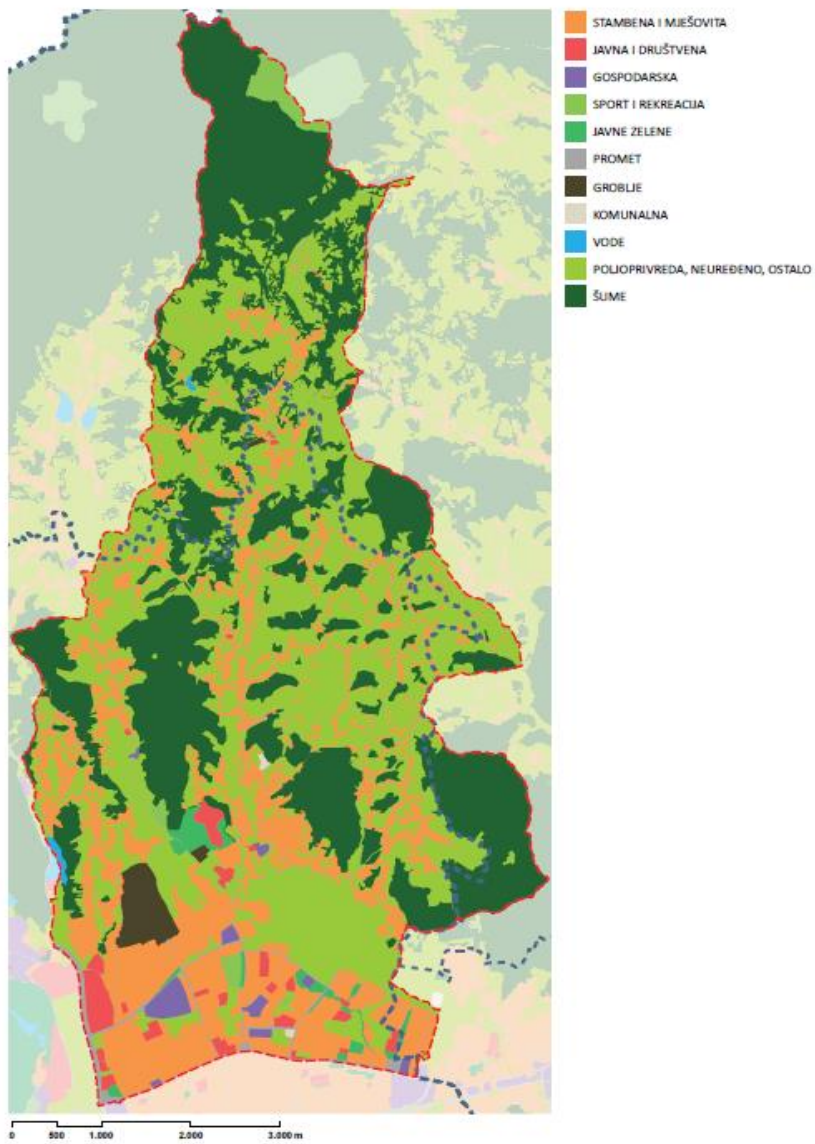 STAMBENA I MJEŠOVITA
JAVNA I DRUŠTVENA
GOSPODARSKA
SPORT I REKREACIJA
JAVNE ZELENE
PROMET
GROBLJE
KOMUNALNA
VODE
POLJOPRIVREDA, NEUREĐENO, OSTALO
ŠUME
0 500 1.000 2.000 3.000 m